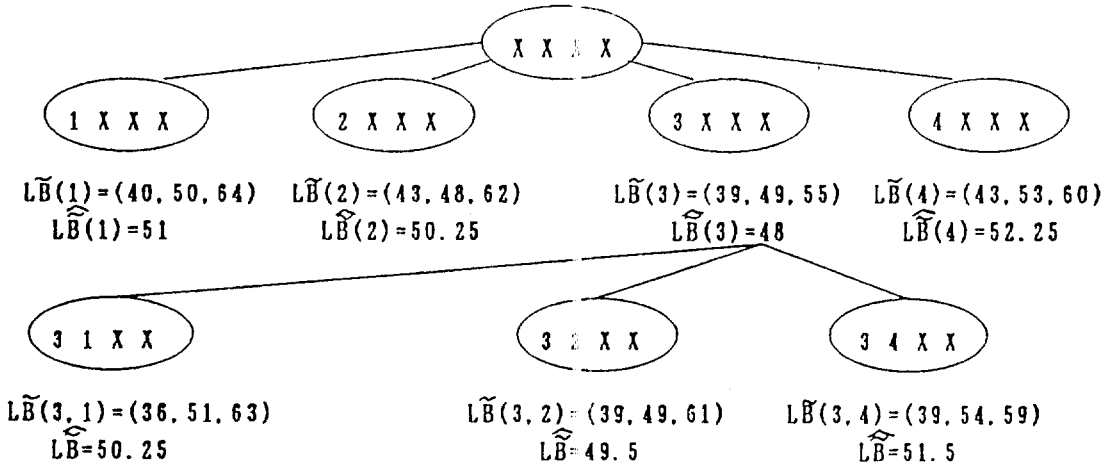 X X X X
1 X X X
2 X X X
3 X X X
4 X X X
LB̃(1)=(40, 50, 64)
LB̃(2)=(43, 48, 62)
LB̃(3)=(39, 49, 55)
LB̃(4)=(43, 53, 60)
LB̃̂(1)=51
LB̃̂(2)=50.25
LB̃̂(3)=48
LB̃̂(4)=52.25
3 1 X X
3 2 X X
3 4 X X
LB̃(3, 1)=(36, 51, 63)
LB̃(3, 2)=(39, 49, 61)
LB̃(3, 4)=(39, 54, 59)
LB̃̂=50.25
LB̃̂=49.5
LB̃̂=51.5